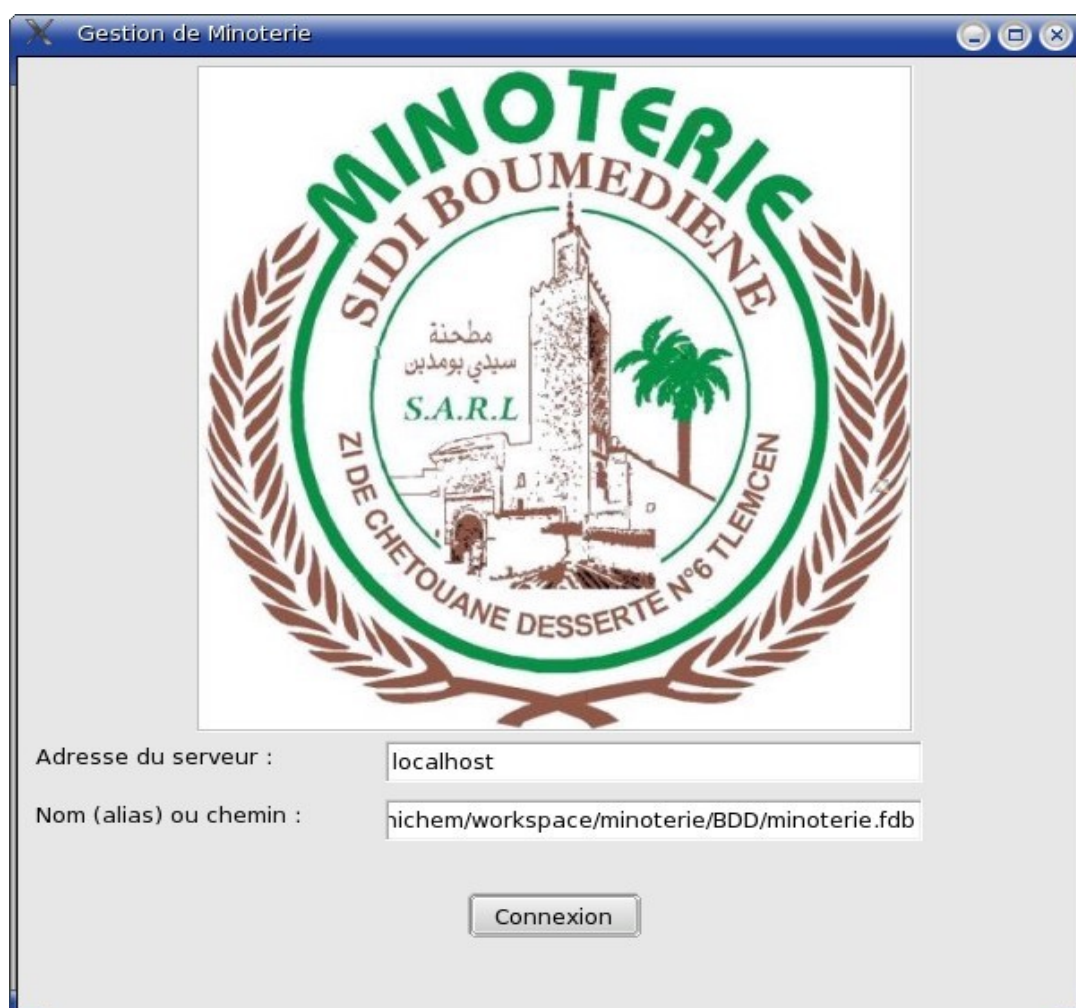 Gestion de Minoterie
MINOTERIE
SIDI BOUMEDIENE
مطحنة
سيدي بومدين
S.A.R.L
ZI DE CHETOUANE DESSERTE N°6 TLEMCEN
Adresse du serveur :
localhost
Nom (alias) ou chemin :
hichem/workspace/minoterie/BDD/minoterie.fdb
Connexion